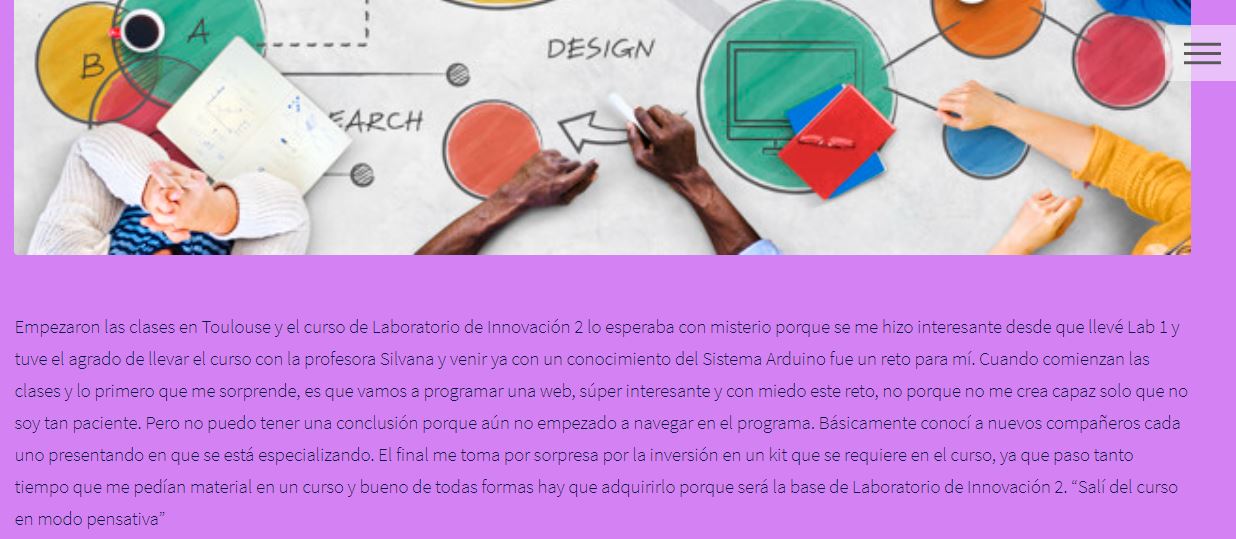 A
B
DESIGN
EARCH
Empezaron las clases en Toulouse y el curso de Laboratorio de Innovación 2 lo esperaba con misterio porque se me hizo interesante desde que llevé Lab 1 y
tuve el agrado de llevar el curso con la profesora Silvana y venir ya con un conocimiento del Sistema Arduino fue un reto para mí. Cuando comienzan las
clases y lo primero que me sorprende, es que vamos a programar una web, súper interesante y con miedo este reto, no porque no me crea capaz solo que no
soy tan paciente. Pero no puedo tener una conclusión porque aún no empezado a navegar en el programa. Básicamente conocí a nuevos compañeros cada
uno presentando en que se está especializando. El final me toma por sorpresa por la inversión en un kit que se requiere en el curso, ya que paso tanto
tiempo que me pedían material en un curso y bueno de todas formas hay que adquirirlo porque será la base de Laboratorio de Innovación 2. “Salí del curso
en modo pensativa”